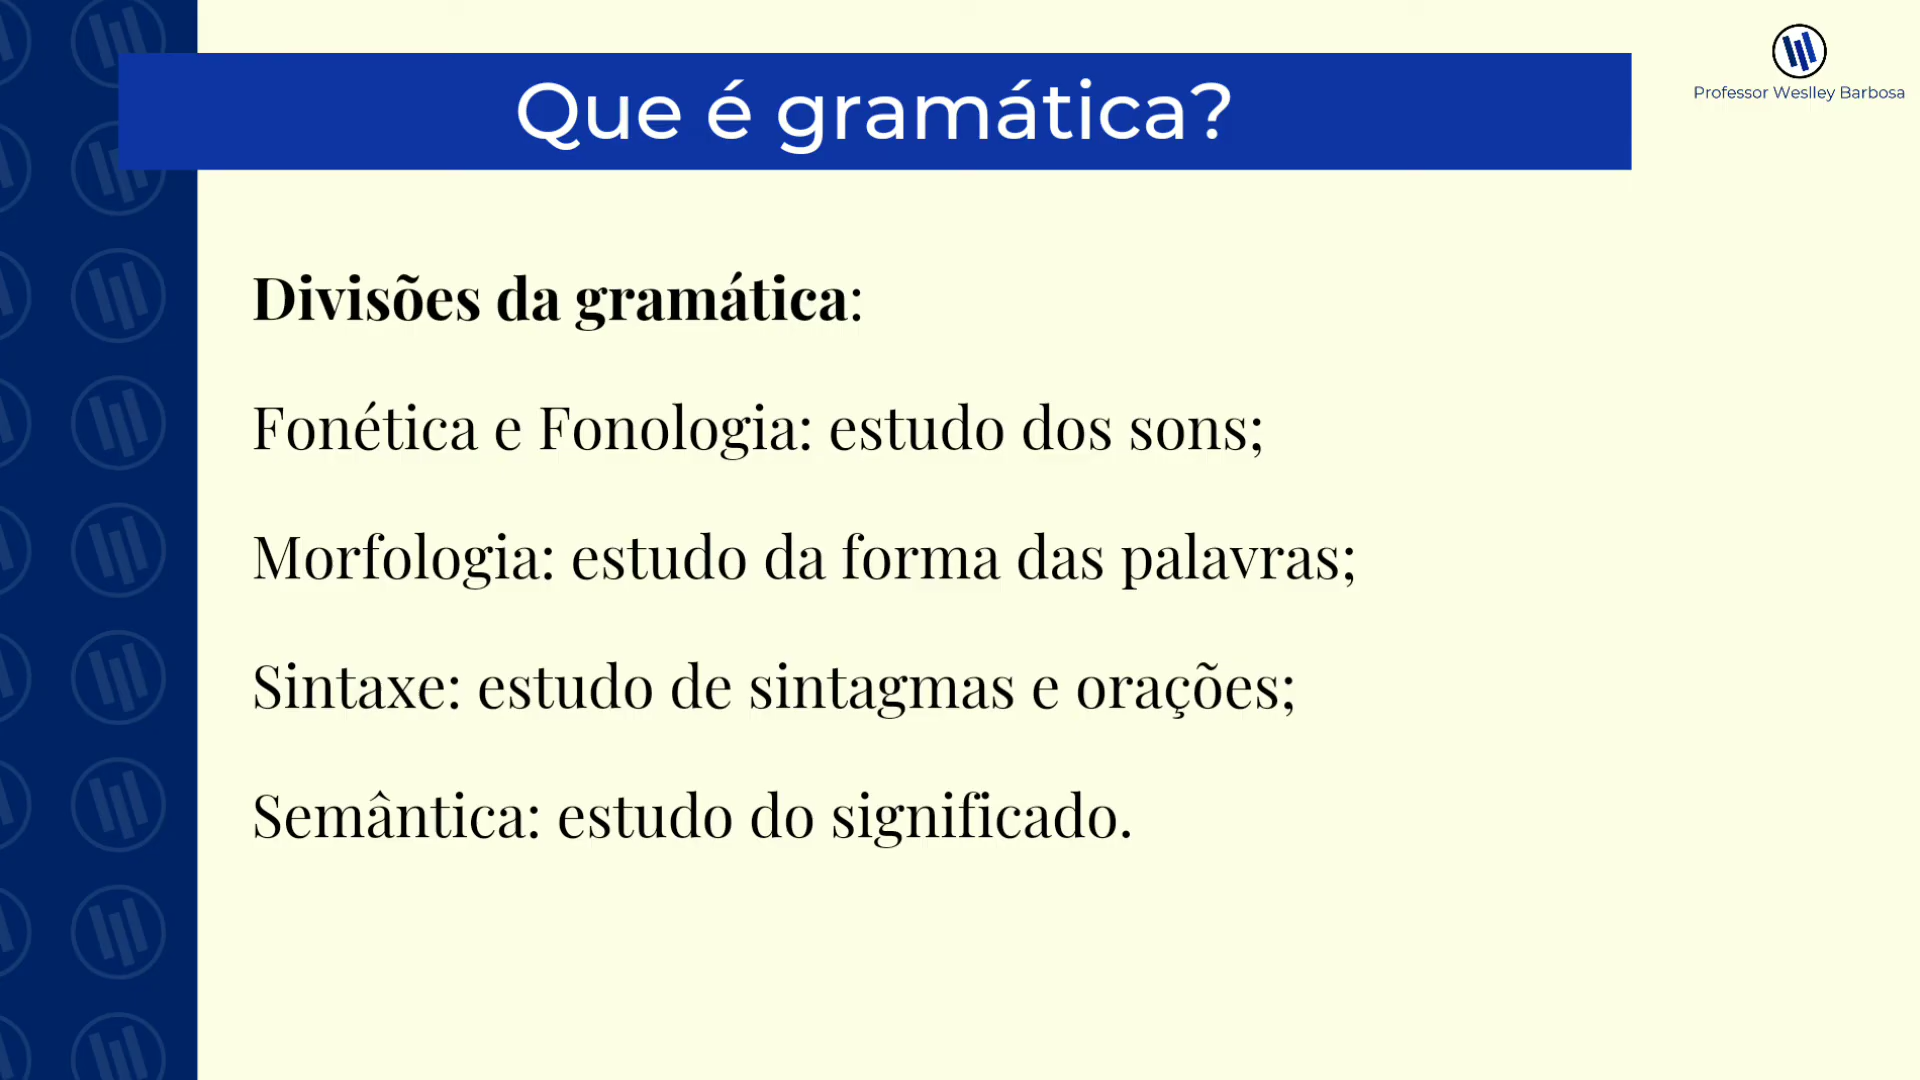 Que é gramática?
Professor Weslley Barbosa
Divisões da gramática:
Fonética e Fonologia: estudo dos sons;
Morfologia: estudo da forma das palavras;
Sintaxe: estudo de sintagmas e orações;
Semântica: estudo do significado.